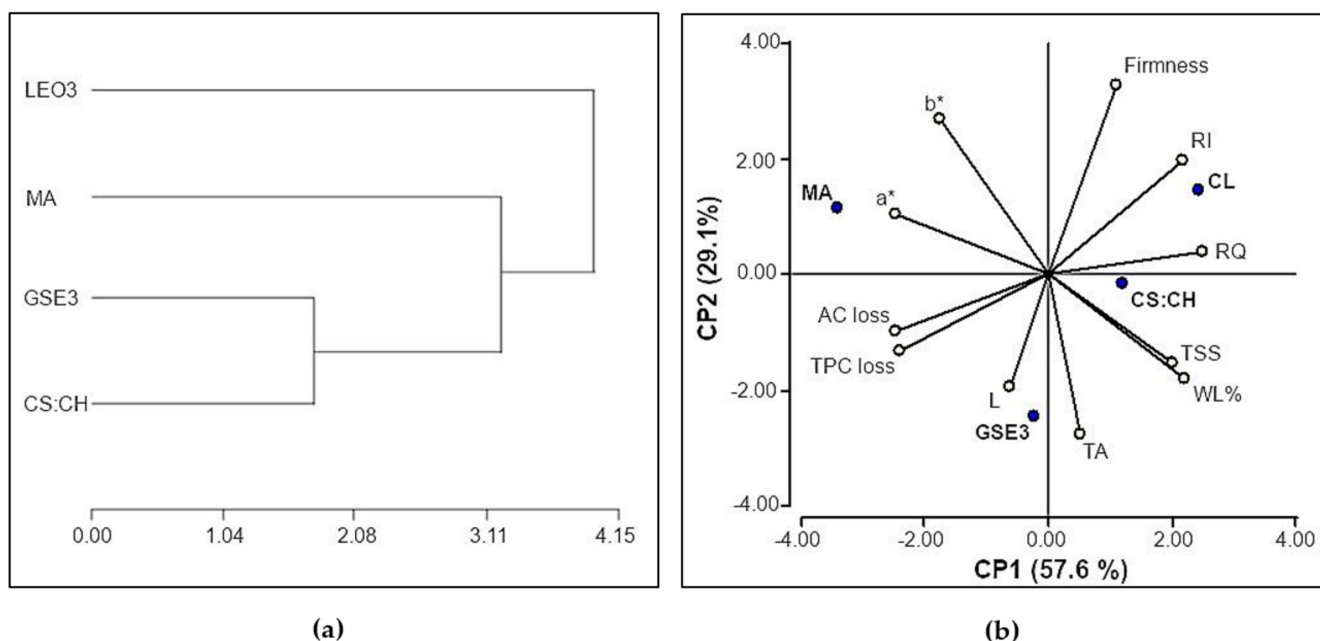 LEO3
MA
GSE3
CS:CH
0.00 1.04 2.08 3.11 4.15
(a)
4.00
2.00
0.00
-2.00
-4.00
CP2 (29.1%)
Firmness
b*
RI
CL
MA
a*
RQ
CS:CH
AC loss
TPC loss
TSS
WL%
L
GSE3
TA
-4.00 -2.00 0.00 2.00 4.00
CP1 (57.6 %)
(b)